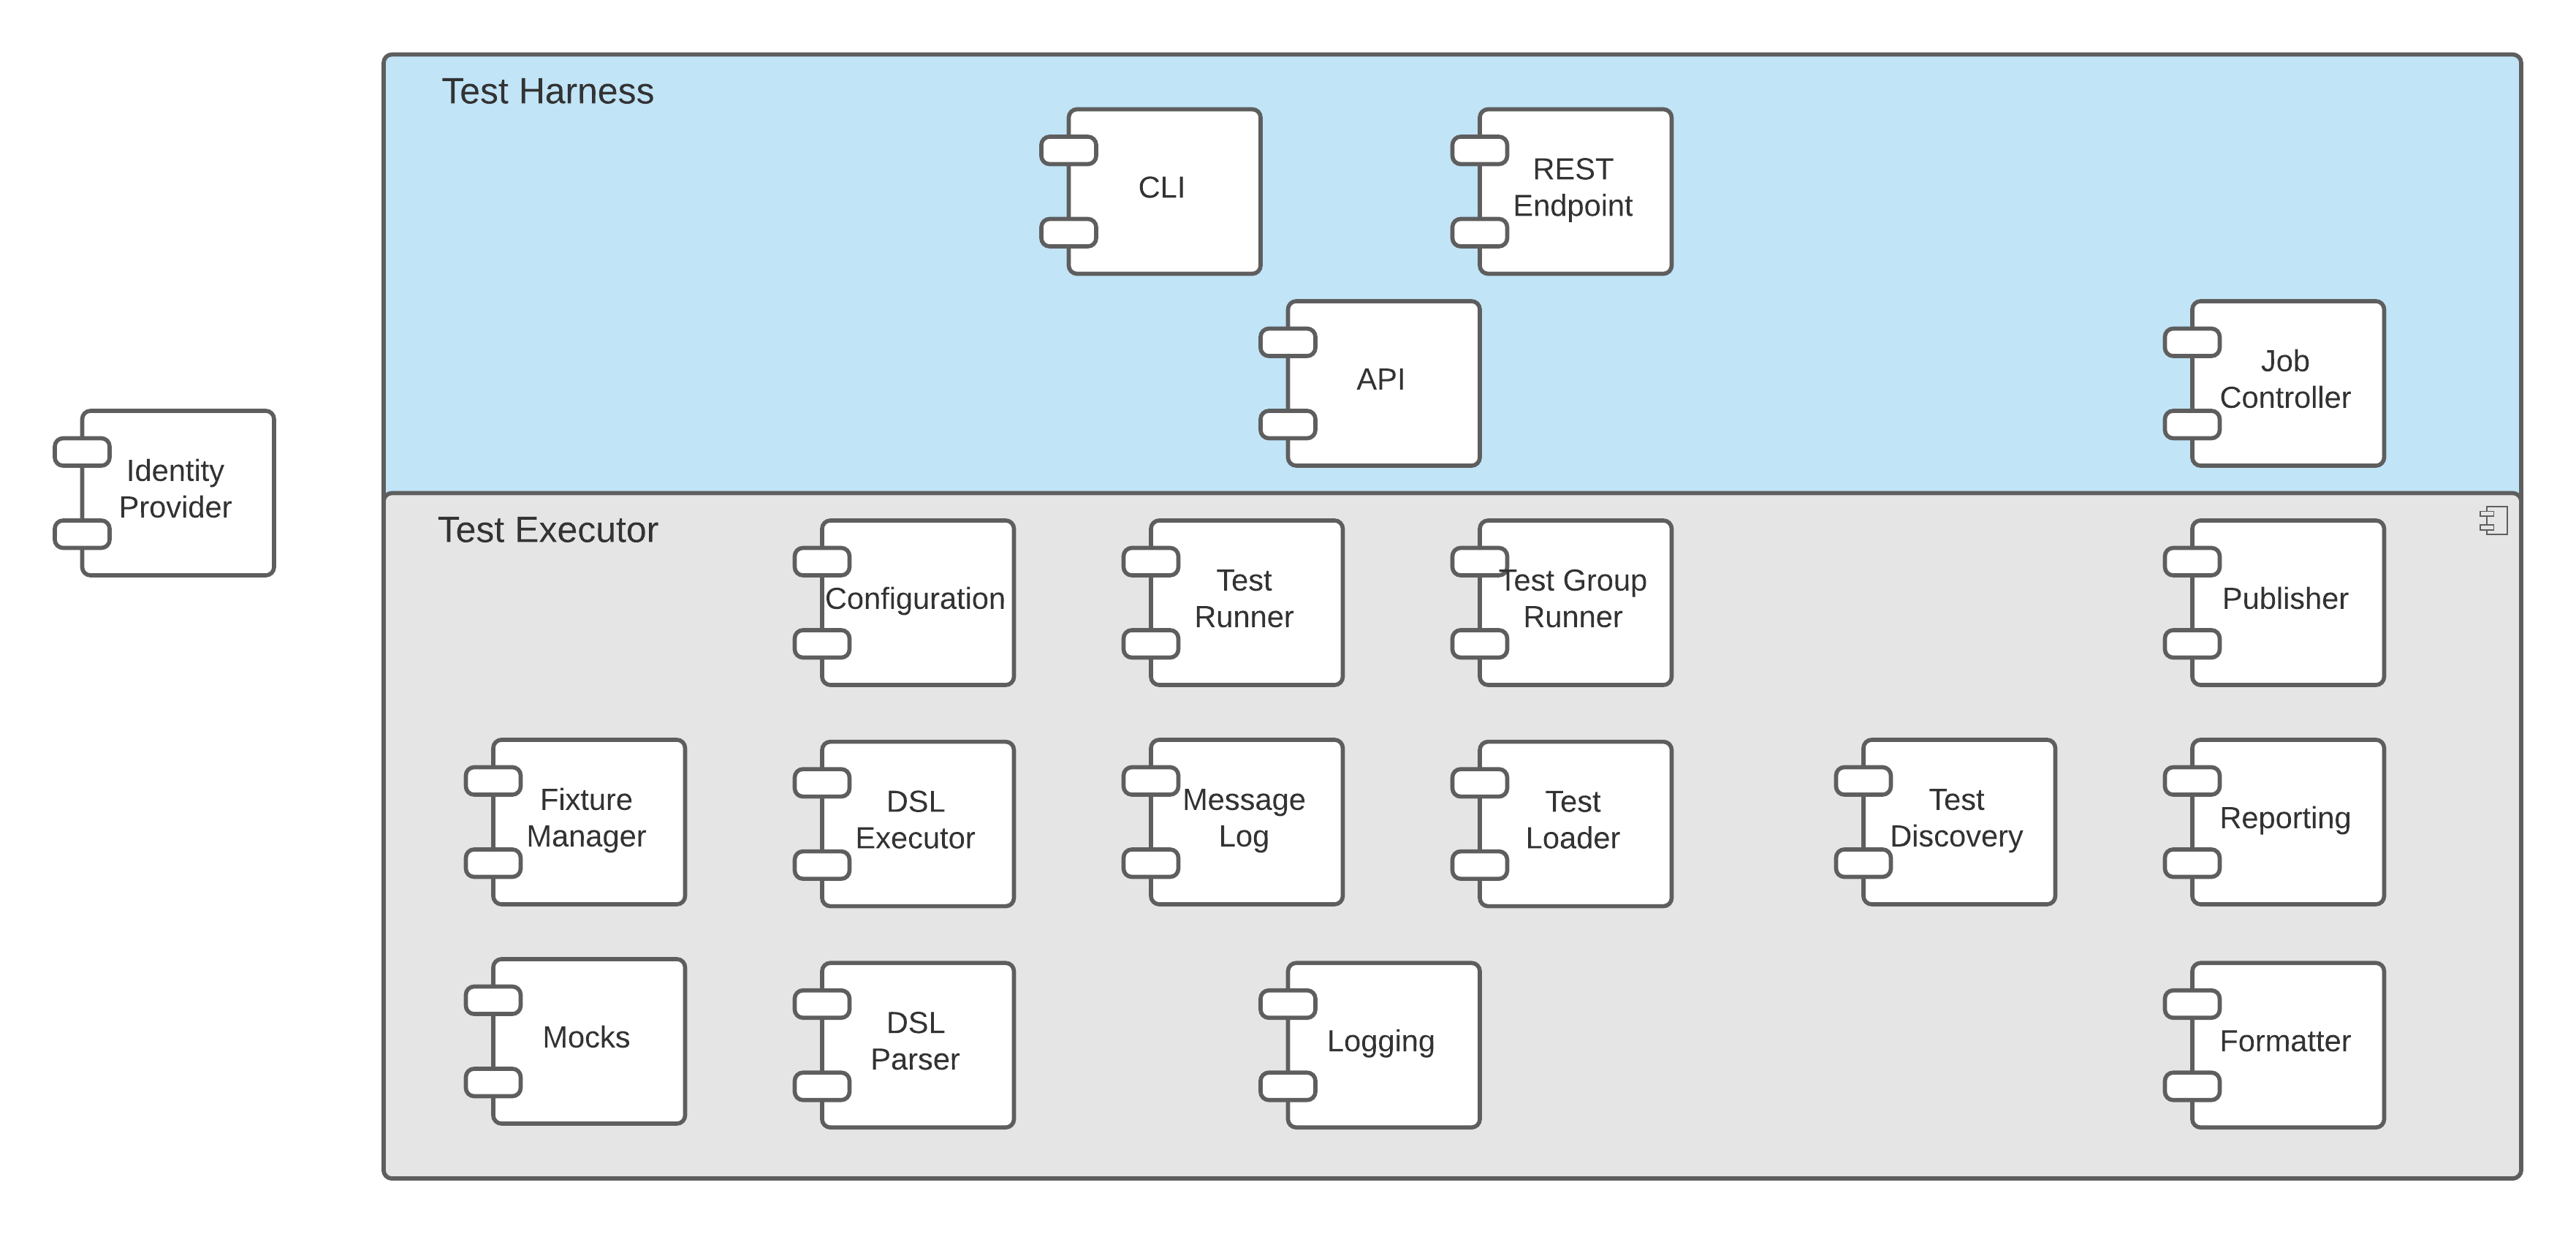 Test Harness
CLI
REST
Endpoint
API
Job
Controller
Identity
Provider
Test Executor
Configuration
Test
Runner
Test Group
Runner
Publisher
Fixture
Manager
DSL
Executor
Message
Log
Test
Loader
Test
Discovery
Reporting
Mocks
DSL
Parser
Logging
Formatter